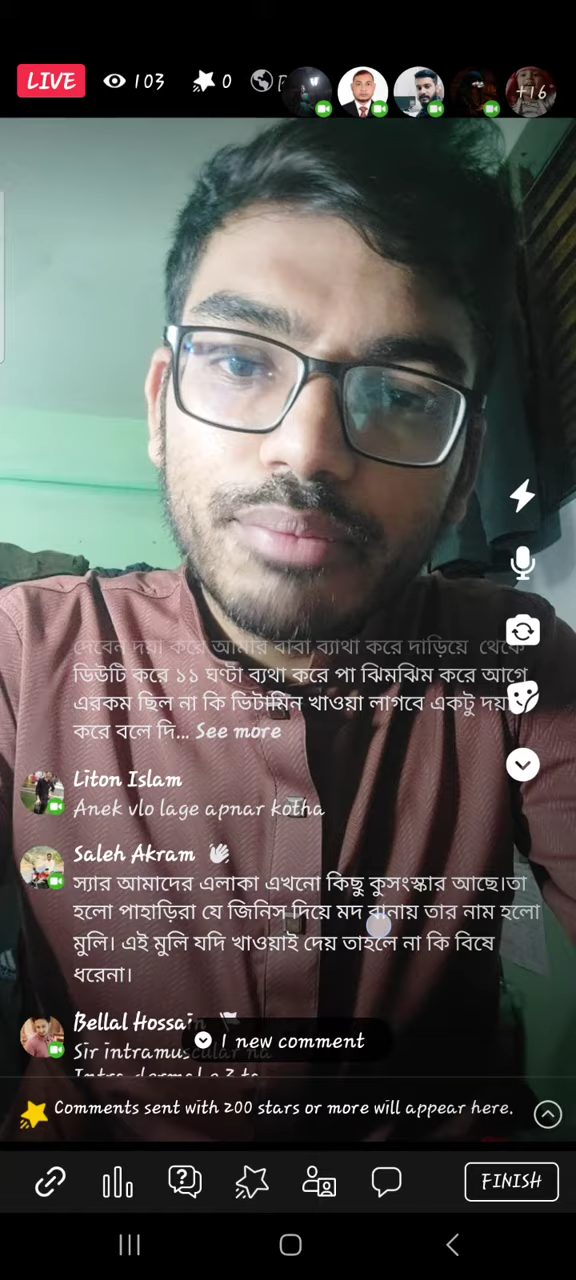 LIVE 103 0
+16
দেবেন দয়া করে আমার বাবা ব্যাথা করে দাড়িয়ে থেকে
ডিউটি করে ১১ ঘণ্টা ব্যথা করে পা ঝিমঝিম করে আগে
এরকম ছিল না কি ভিটামিন খাওয়া লাগবে একটু দয়া
করে বলে দি... See more
Liton Islam
Anek vlo lage apnar kotha
Saleh Akram
স্যার আমাদের এলাকা এখনো কিছু কুসংস্কার আছে।তা
হলো পাহাড়িরা যে জিনিস দিয়ে মদ বানায় তার নাম হলো
মুলি। এই মুলি যদি খাওয়াই দেয় তাহলে না কি বিষে
ধরেনা।
Bellal Hossain
1 new comment
Sir intramuscular na
Comments sent with 200 stars or more will appear here.
FINISH